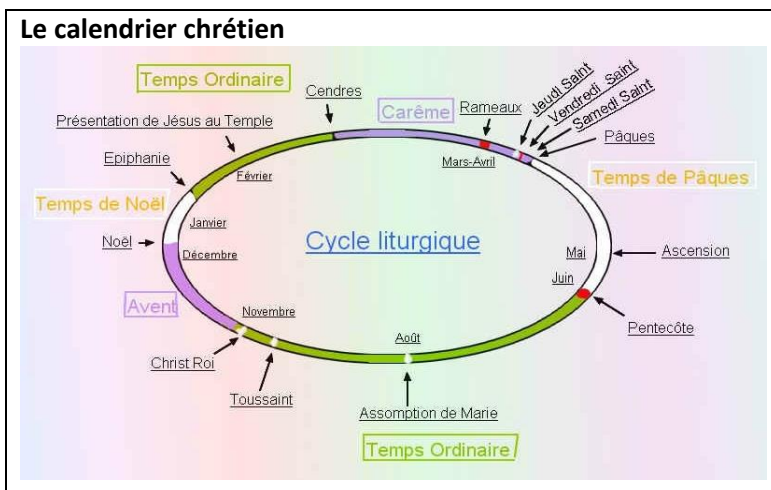 Le calendrier chrétien
Temps Ordinaire
Cendres
Carême
Rameaux
Jeudi Saint
Vendredi Saint
Samedi Saint
Pâques
Présentation de Jésus au Temple
Epiphanie
Février
Mars-Avril
Temps de Pâques
Temps de Noël
Janvier
Noël
Décembre
Cycle liturgique
Mai
Ascension
Juin
Avent
Novembre
Pentecôte
Christ Roi
Août
Toussaint
Assomption de Marie
Temps Ordinaire